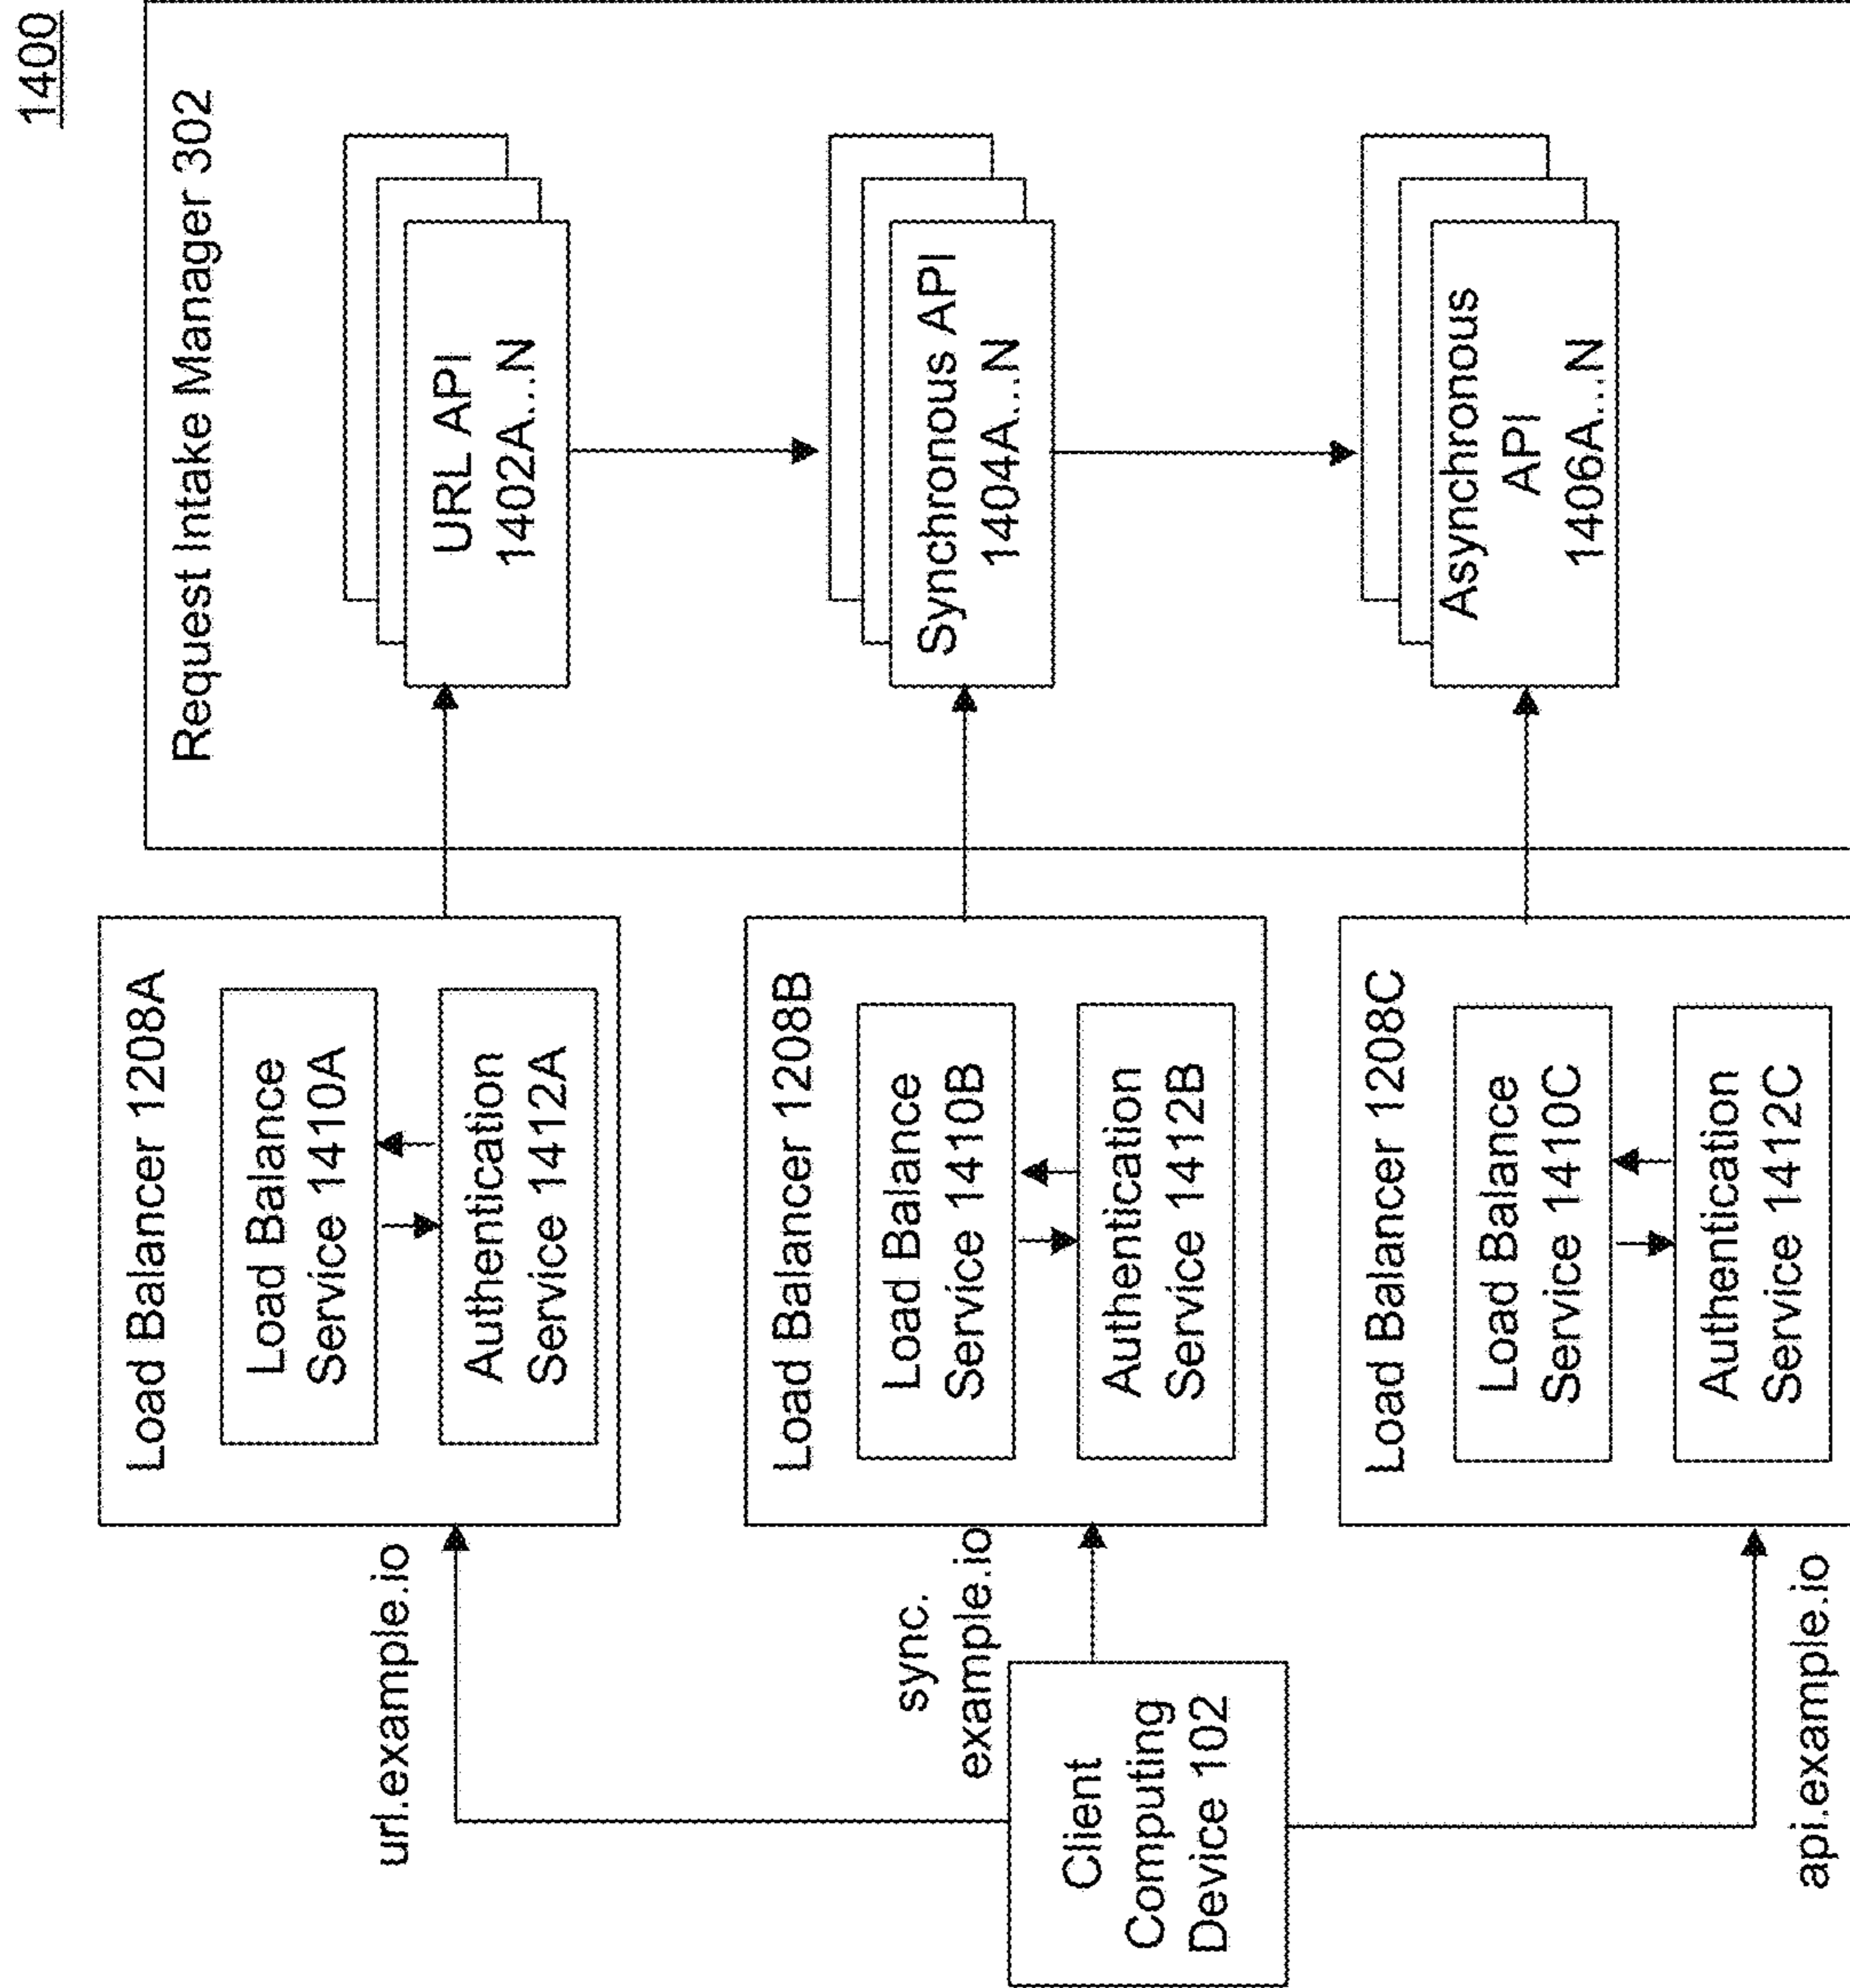 1400
Request Intake Manager 302
URL API
1402A...N
Synchronous API
1404A...N
Asynchronous
API
1406A...N
Load Balancer 1208A
Load Balance
Service 1410A
Authentication
Service 1412A
Load Balancer 1208B
Load Balance
Service 1410B
Authentication
Service 1412B
Load Balancer 1208C
Load Balance
Service 1410C
Authentication
Service 1412C
url.example.io
sync.
example.io
api.example.io
Client
Computing
Device 102